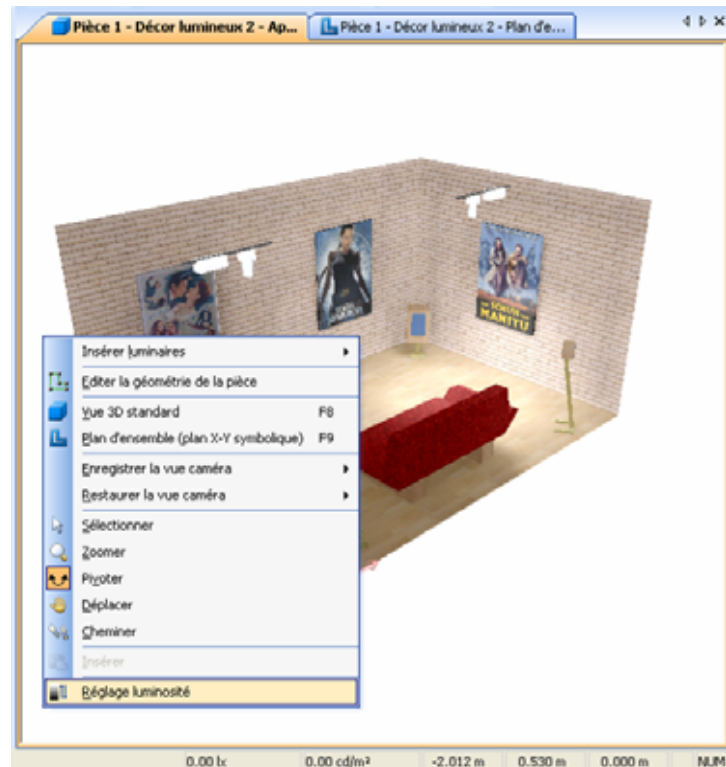 Pièce 1 - Décor lumineux 2 - Ap...
Pièce 1 - Décor lumineux 2 - Plan d'e...
SCHUH
MANITU
Insérer luminaires
Editer la géométrie de la pièce
Vue 3D standard F8
Plan d'ensemble (plan X-Y symbolique) F9
Enregistrer la vue caméra
Restaurer la vue caméra
Sélectionner
Zoomer
Pivoter
Déplacer
Cheminer
Insérer
Réglage luminosité
0.00 lx 0.00 cd/m² -2.012 m 0.530 m 0.000 m NUM